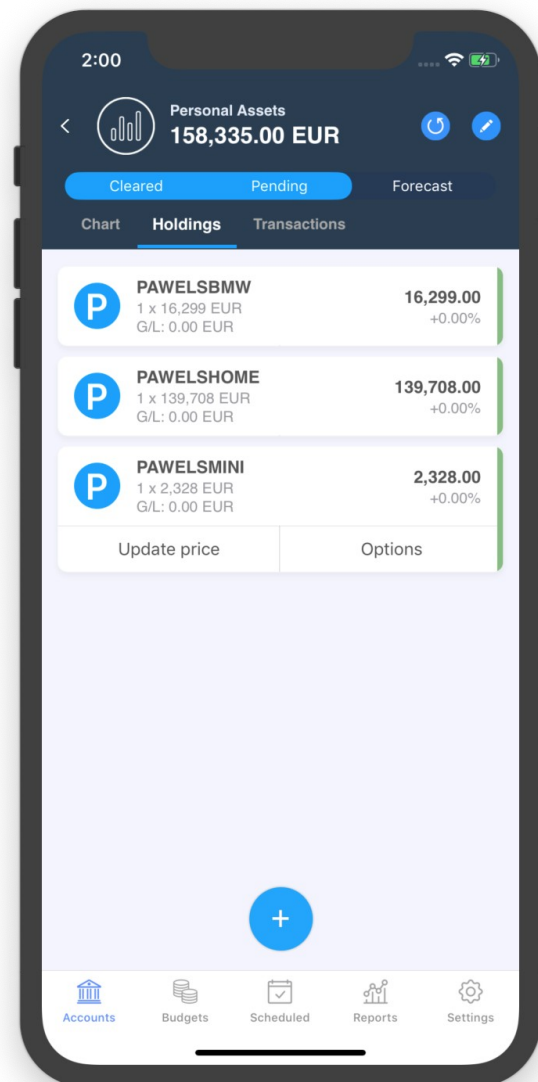 2:00
Personal Assets
158,335.00 EUR
Cleared Pending Forecast
Chart Holdings Transactions
P
PAWELSBMW
1 x 16,299 EUR
G/L: 0.00 EUR
16,299.00
+0.00%
P
PAWELSHOME
1 x 139,708 EUR
G/L: 0.00 EUR
139,708.00
+0.00%
P
PAWELSMINI
1 x 2,328 EUR
G/L: 0.00 EUR
2,328.00
+0.00%
Update price Options
+
Accounts Budgets Scheduled Reports Settings